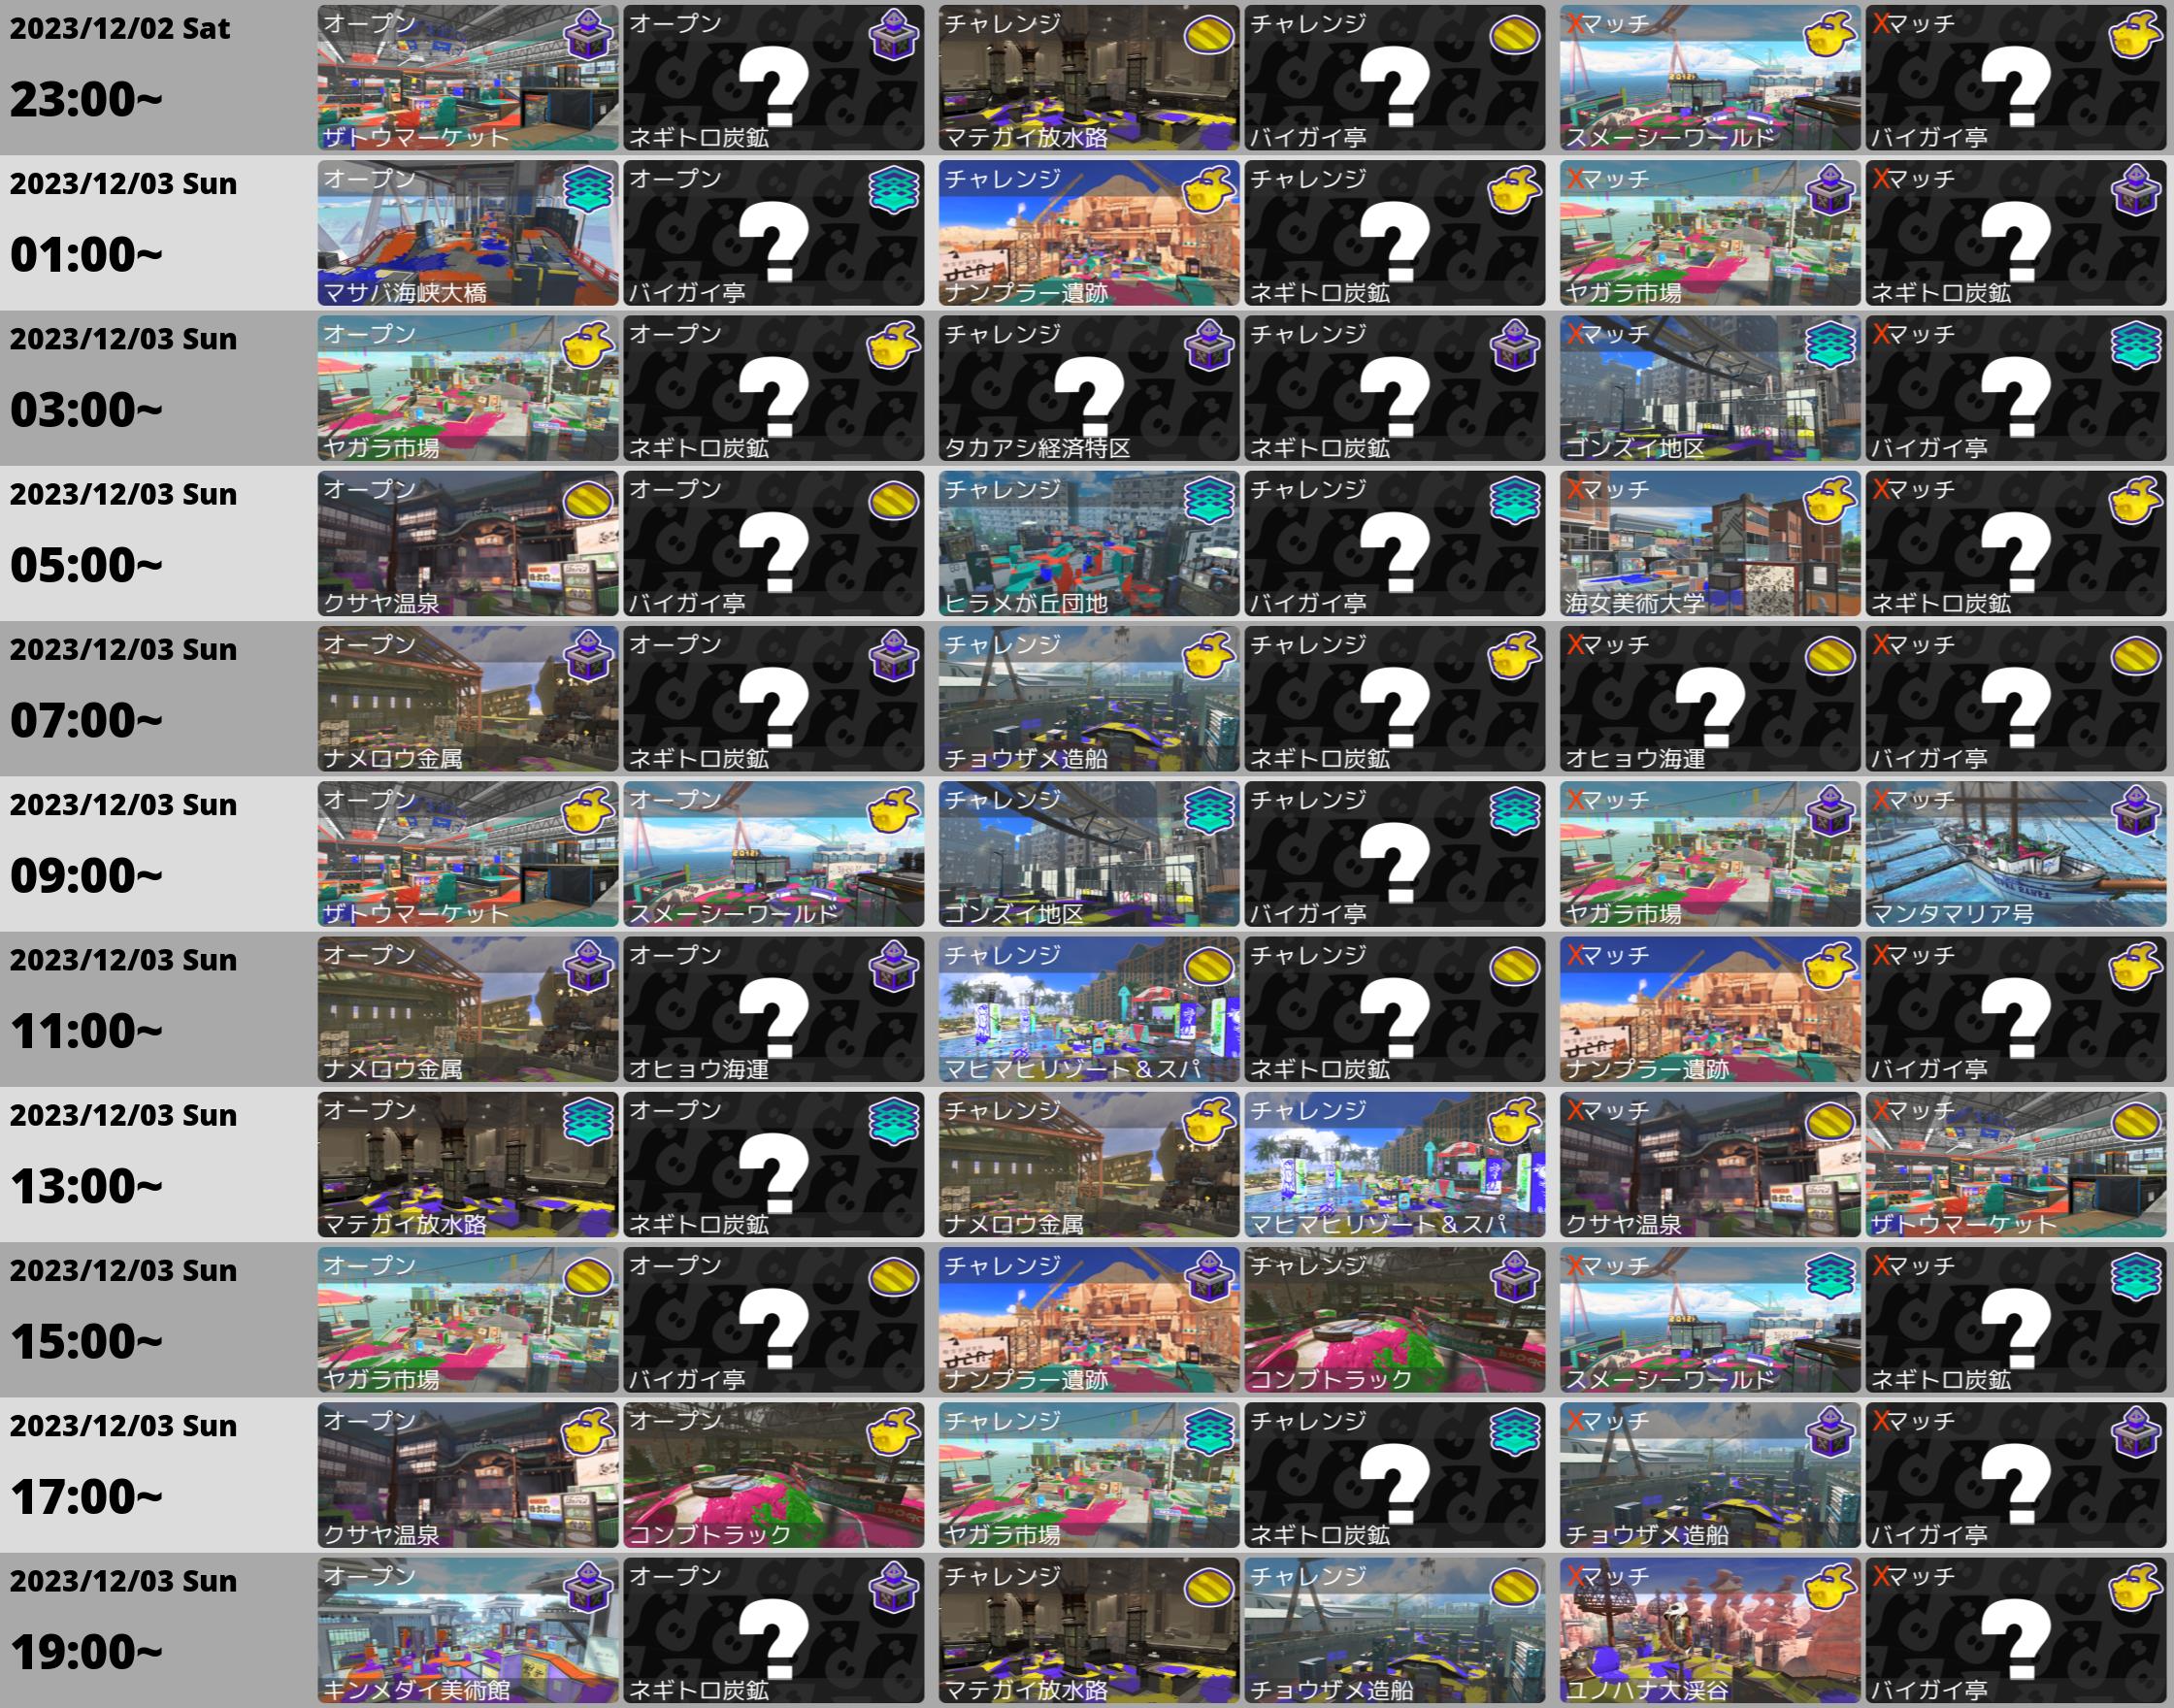 2023/12/02 Sat
23:00~
オープン
ザトウマーケット
オープン
ネギトロ炭鉱
チャレンジ
マテガイ放水路
チャレンジ
バイガイ亭
Xマッチ
スメーシーワールド
Xマッチ
バイガイ亭
2023/12/03 Sun
01:00~
オープン
マサバ海峡大橋
オープン
バイガイ亭
チャレンジ
ナンプラー遺跡
チャレンジ
ネギトロ炭鉱
Xマッチ
ヤガラ市場
Xマッチ
ネギトロ炭鉱
2023/12/03 Sun
03:00~
オープン
ヤガラ市場
オープン
ネギトロ炭鉱
チャレンジ
タカアシ経済特区
チャレンジ
ネギトロ炭鉱
Xマッチ
ゴンズイ地区
Xマッチ
バイガイ亭
2023/12/03 Sun
05:00~
オープン
クサヤ温泉
オープン
バイガイ亭
チャレンジ
ヒラメが丘団地
チャレンジ
バイガイ亭
Xマッチ
海女美術大学
Xマッチ
ネギトロ炭鉱
2023/12/03 Sun
07:00~
オープン
ナメロウ金属
オープン
ネギトロ炭鉱
チャレンジ
チョウザメ造船
チャレンジ
ネギトロ炭鉱
Xマッチ
オヒョウ海運
Xマッチ
バイガイ亭
2023/12/03 Sun
09:00~
オープン
ザトウマーケット
オープン
スメーシーワールド
チャレンジ
ゴンズイ地区
チャレンジ
バイガイ亭
Xマッチ
ヤガラ市場
Xマッチ
マンタマリア号
2023/12/03 Sun
11:00~
オープン
ナメロウ金属
オープン
オヒョウ海運
チャレンジ
マヒマヒリゾート＆スパ
チャレンジ
ネギトロ炭鉱
Xマッチ
ナンプラー遺跡
Xマッチ
バイガイ亭
2023/12/03 Sun
13:00~
オープン
マテガイ放水路
オープン
ネギトロ炭鉱
チャレンジ
ナメロウ金属
チャレンジ
マヒマヒリゾート＆スパ
Xマッチ
クサヤ温泉
Xマッチ
ザトウマーケット
2023/12/03 Sun
15:00~
オープン
ヤガラ市場
オープン
バイガイ亭
チャレンジ
ナンプラー遺跡
チャレンジ
コンブトラック
Xマッチ
スメーシーワールド
Xマッチ
ネギトロ炭鉱
2023/12/03 Sun
17:00~
オープン
クサヤ温泉
オープン
コンブトラック
チャレンジ
ヤガラ市場
チャレンジ
ネギトロ炭鉱
Xマッチ
チョウザメ造船
Xマッチ
バイガイ亭
2023/12/03 Sun
19:00~
オープン
キンメダイ美術館
オープン
ネギトロ炭鉱
チャレンジ
マテガイ放水路
チャレンジ
チョウザメ造船
Xマッチ
ユノハナ大渓谷
Xマッチ
バイガイ亭